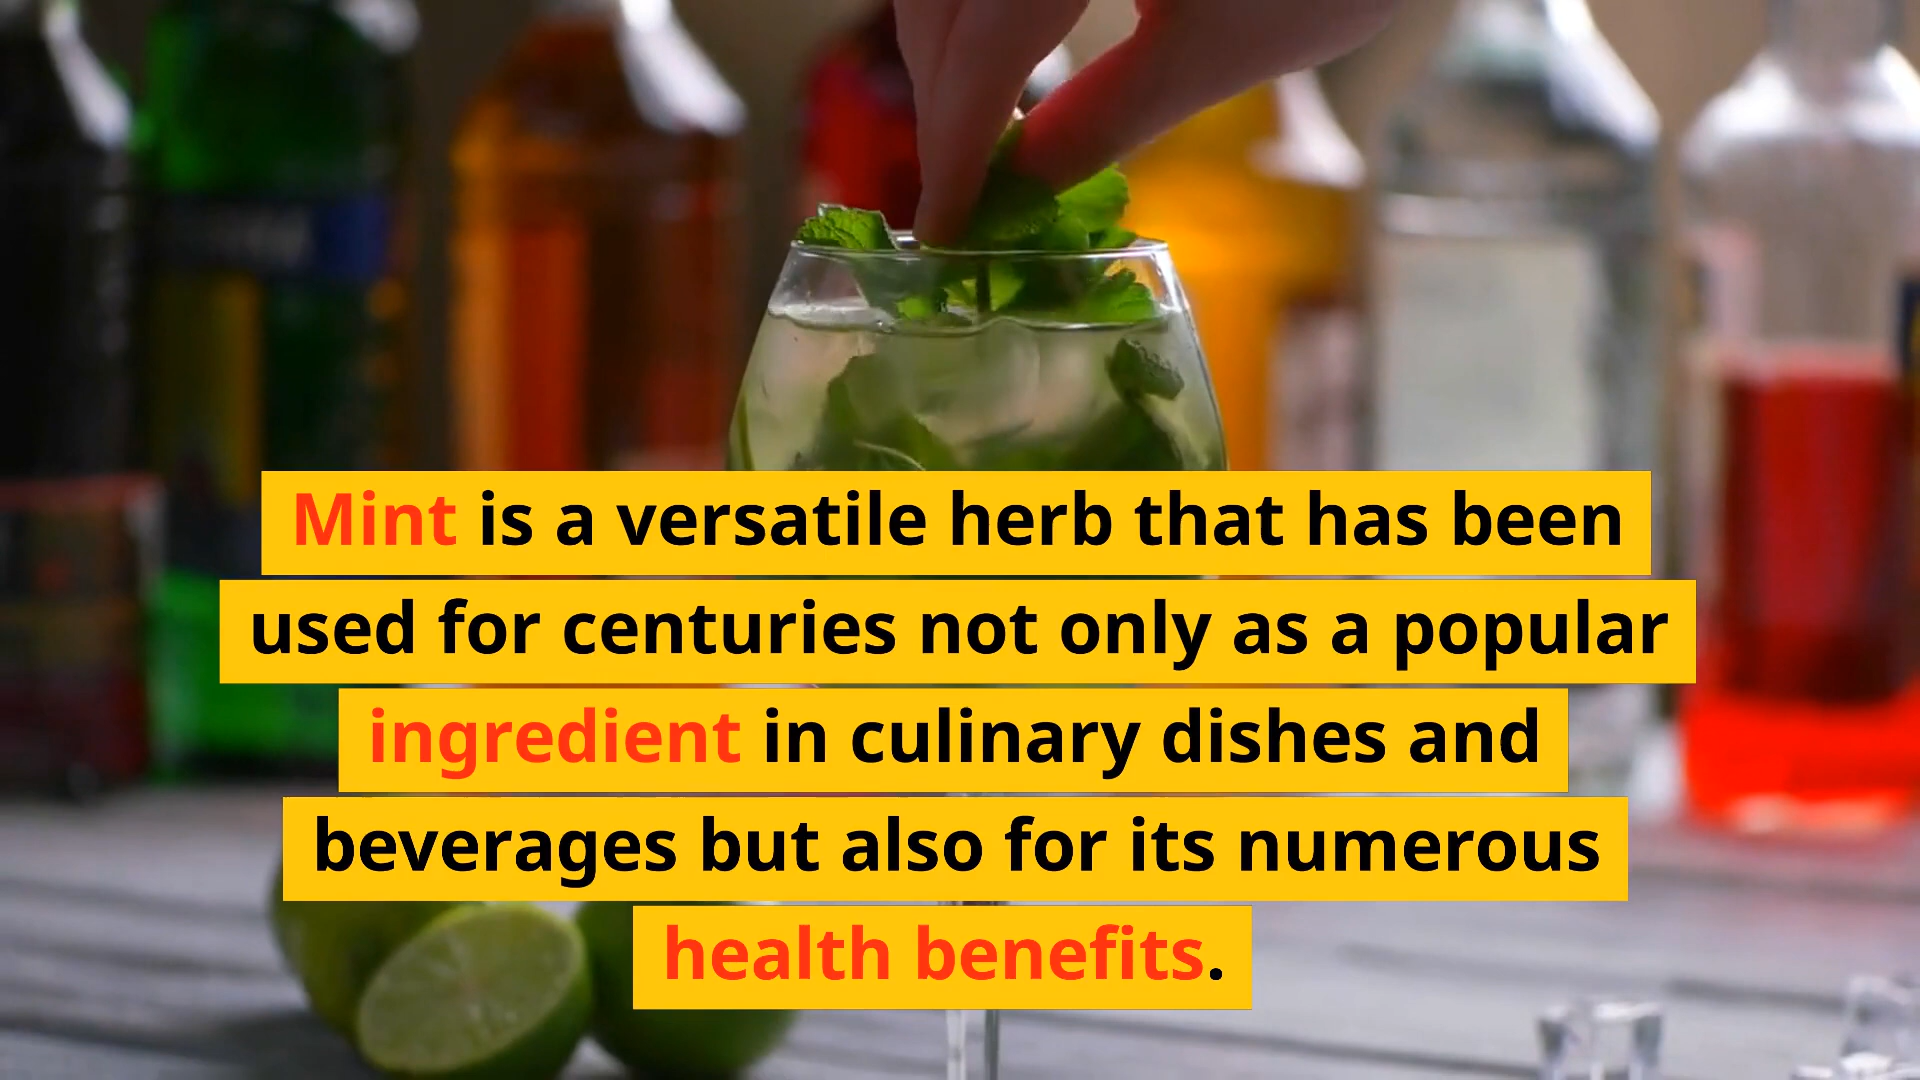 Mint is a versatile herb that has been
used for centuries not only as a popular
ingredient in culinary dishes and
beverages but also for its numerous
health benefits.